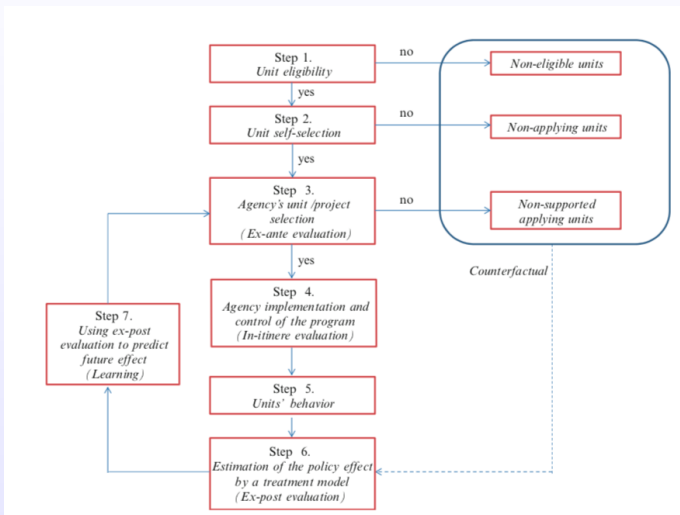 Step 1.
Unit eligibility
no
Non-eligible units
yes
Step 2.
Unit self-selection
no
Non-applying units
yes
Step 3.
Agency's unit /project
selection
(Ex-ante evaluation)
no
Non-supported
applying units
yes
Counterfactual
Step 4.
Agency implementation and
control of the program
(In-itinere evaluation)
Step 7.
Using ex-post
evaluation to predict
future effect
(Learning)
Step 5.
Units' behavior
Step 6.
Estimation of the policy effect
by a treatment model
(Ex-post evaluation)